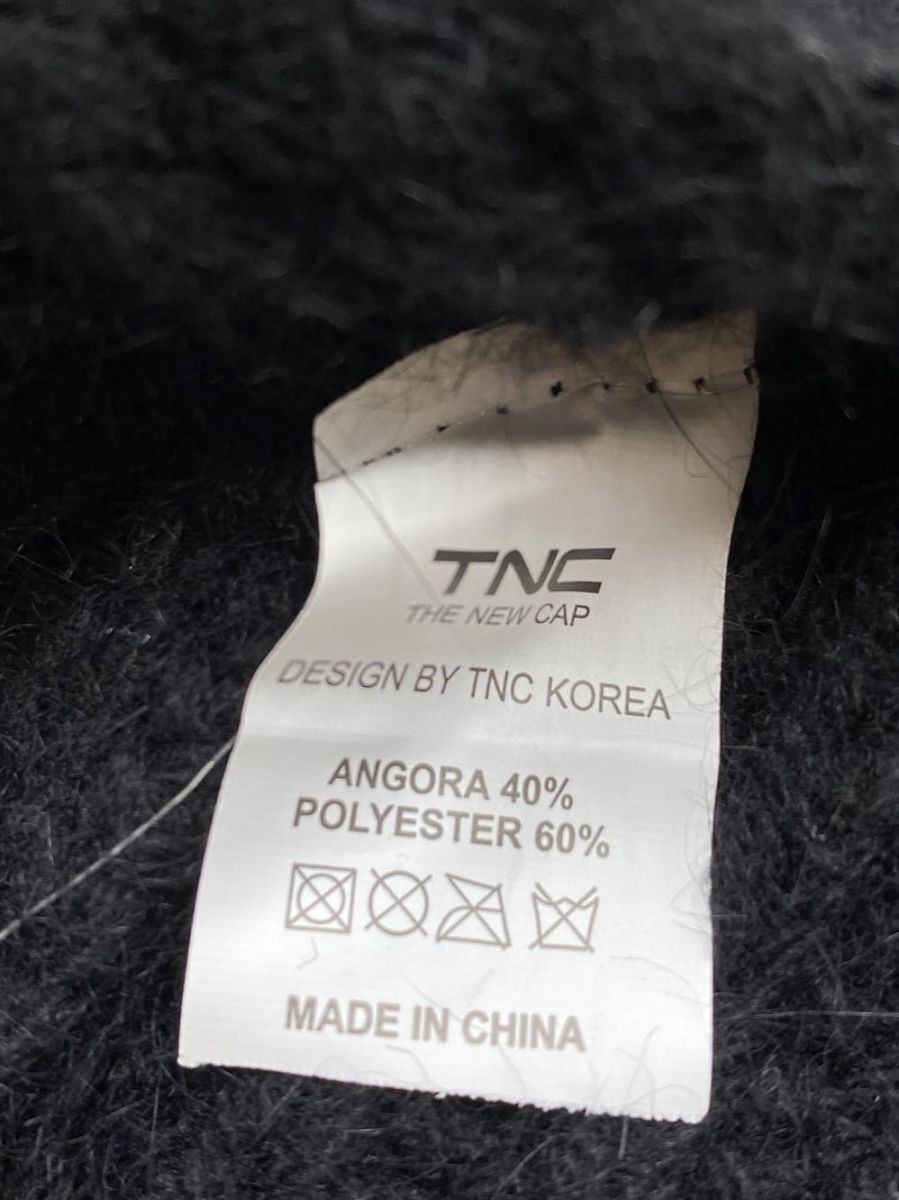 TNC
THE NEW CAP
DESIGN BY TNC KOREA
ANGORA 40%
POLYESTER 60%
MADE IN CHINA